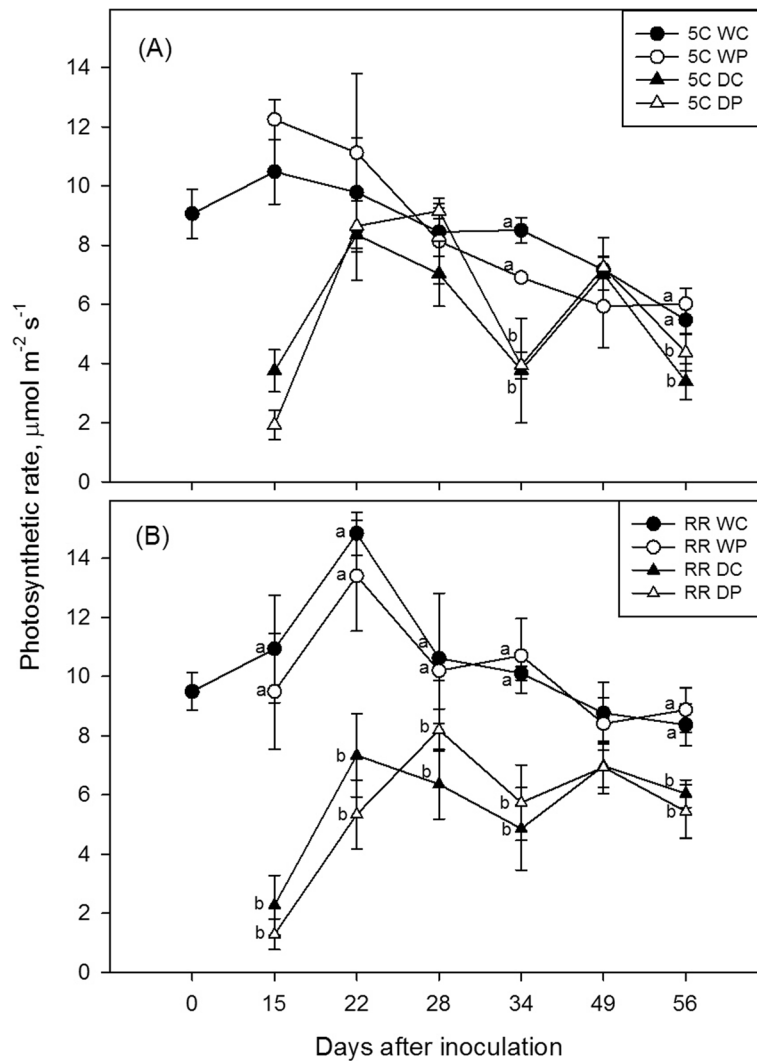 (A)
5C WC
5C WP
5C DC
5C DP
14
12
10
8
6
4
2
0
a
a
b
b
a
a
b
b
Photosynthetic rate, μmol m⁻² s⁻¹
(B)
RR WC
RR WP
RR DC
RR DP
14
12
10
8
6
4
2
0
a
a
a
a
a
a
a
a
a
a
b
b
b
b
b
b
b
b
b
b
0 15 22 28 34 49 56
Days after inoculation